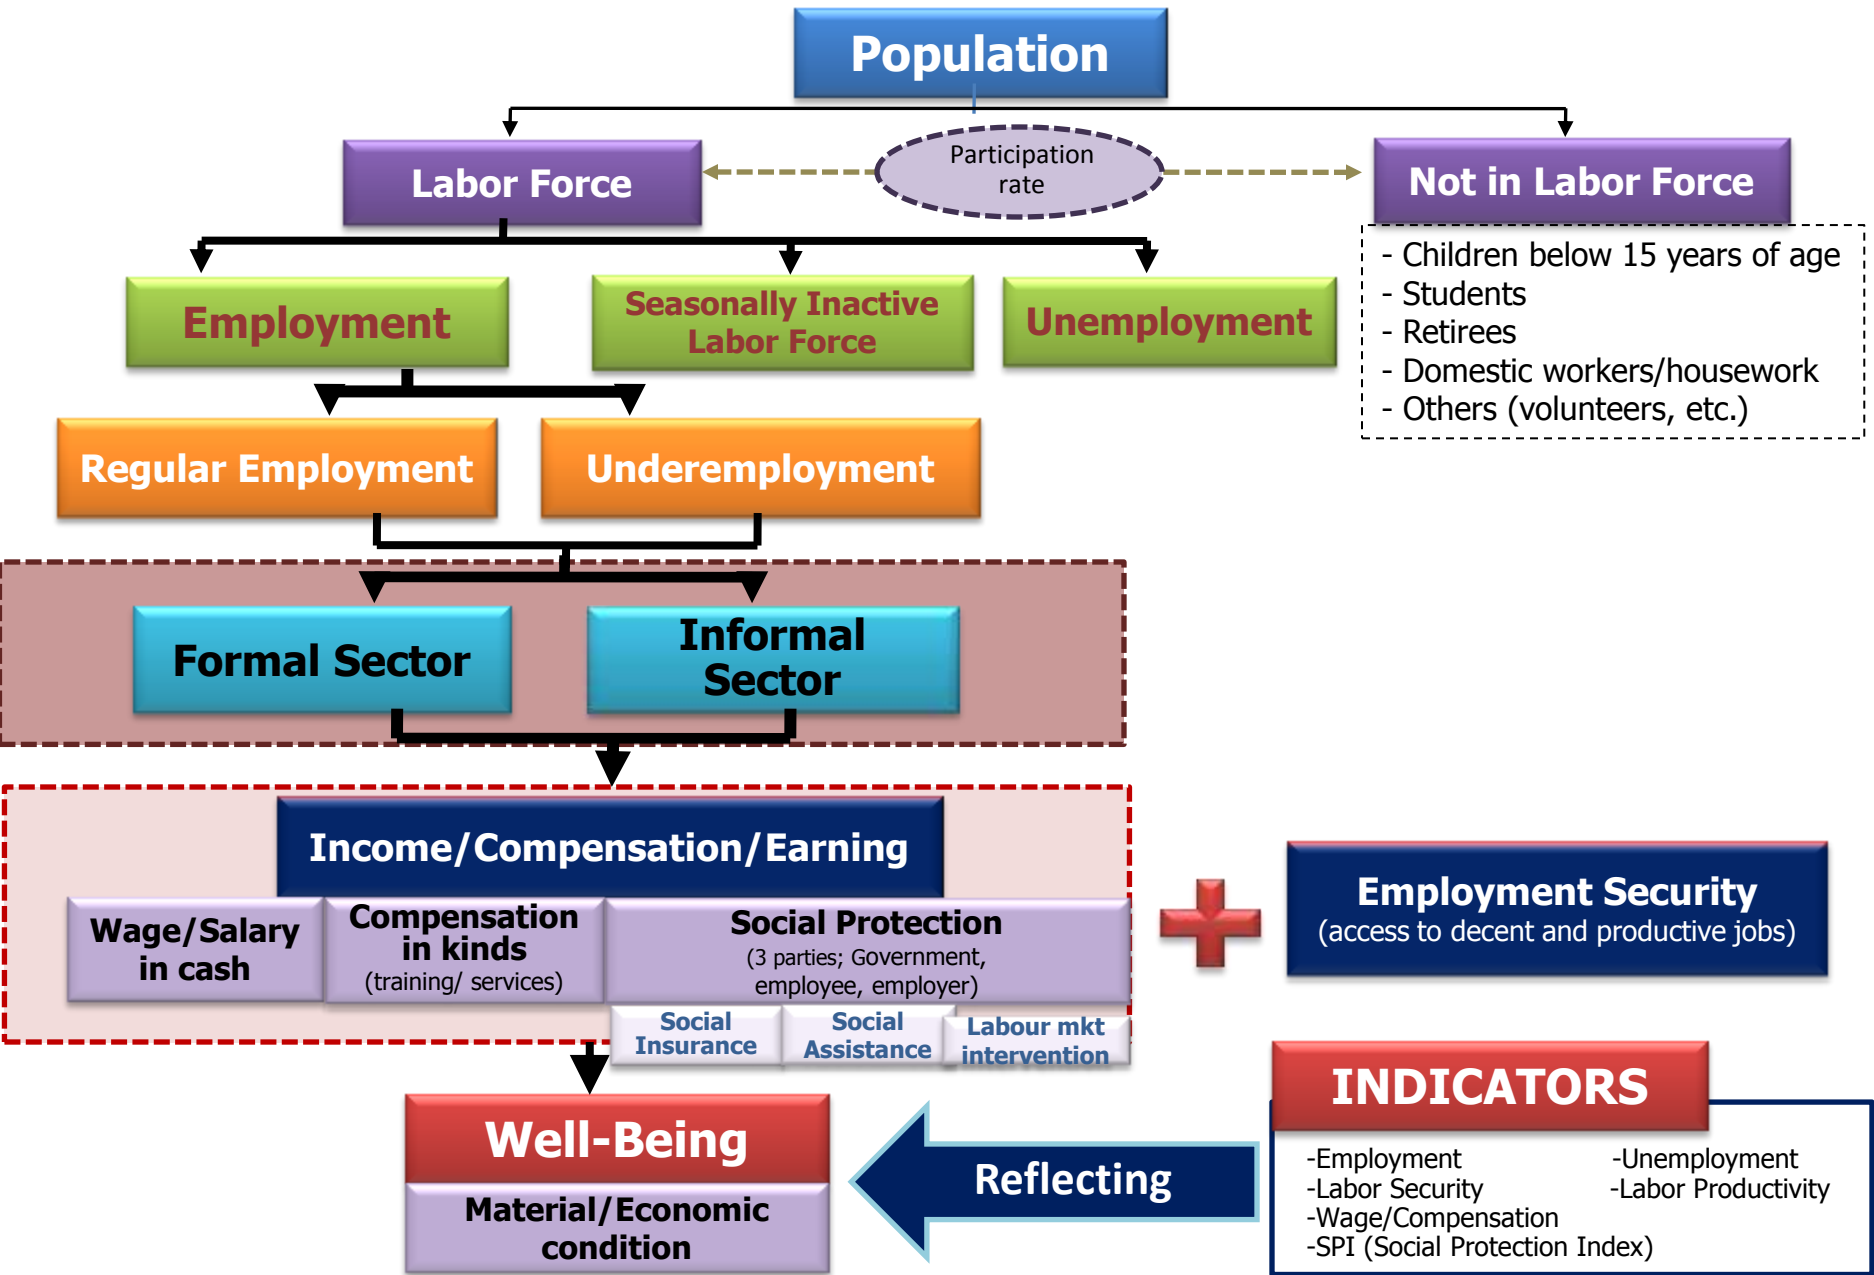 Population
Participation
rate
Labor Force
Not in Labor Force
- Children below 15 years of age
- Students
- Retirees
- Domestic workers/housework
- Others (volunteers, etc.)
Employment
Seasonally Inactive
Labor Force
Unemployment
Regular Employment
Underemployment
Formal Sector
Informal
Sector
Income/Compensation/Earning
Wage/Salary
in cash
Compensation
in kinds
(training/ services)
Social Protection
(3 parties; Government,
employee, employer)
Social
Insurance
Social
Assistance
Labour mkt
intervention
Employment Security
(access to decent and productive jobs)
Well-Being
Material/Economic
condition
Reflecting
INDICATORS
-Employment -Unemployment
-Labor Security -Labor Productivity
-Wage/Compensation
-SPI (Social Protection Index)